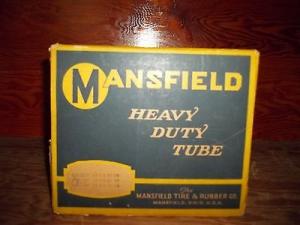 MANSFIELD
HEAVY
DUTY
TUBE
The
MANSFIELD TIRE & RUBBER CO.
MANSFIELD, OHIO, U.S.A.